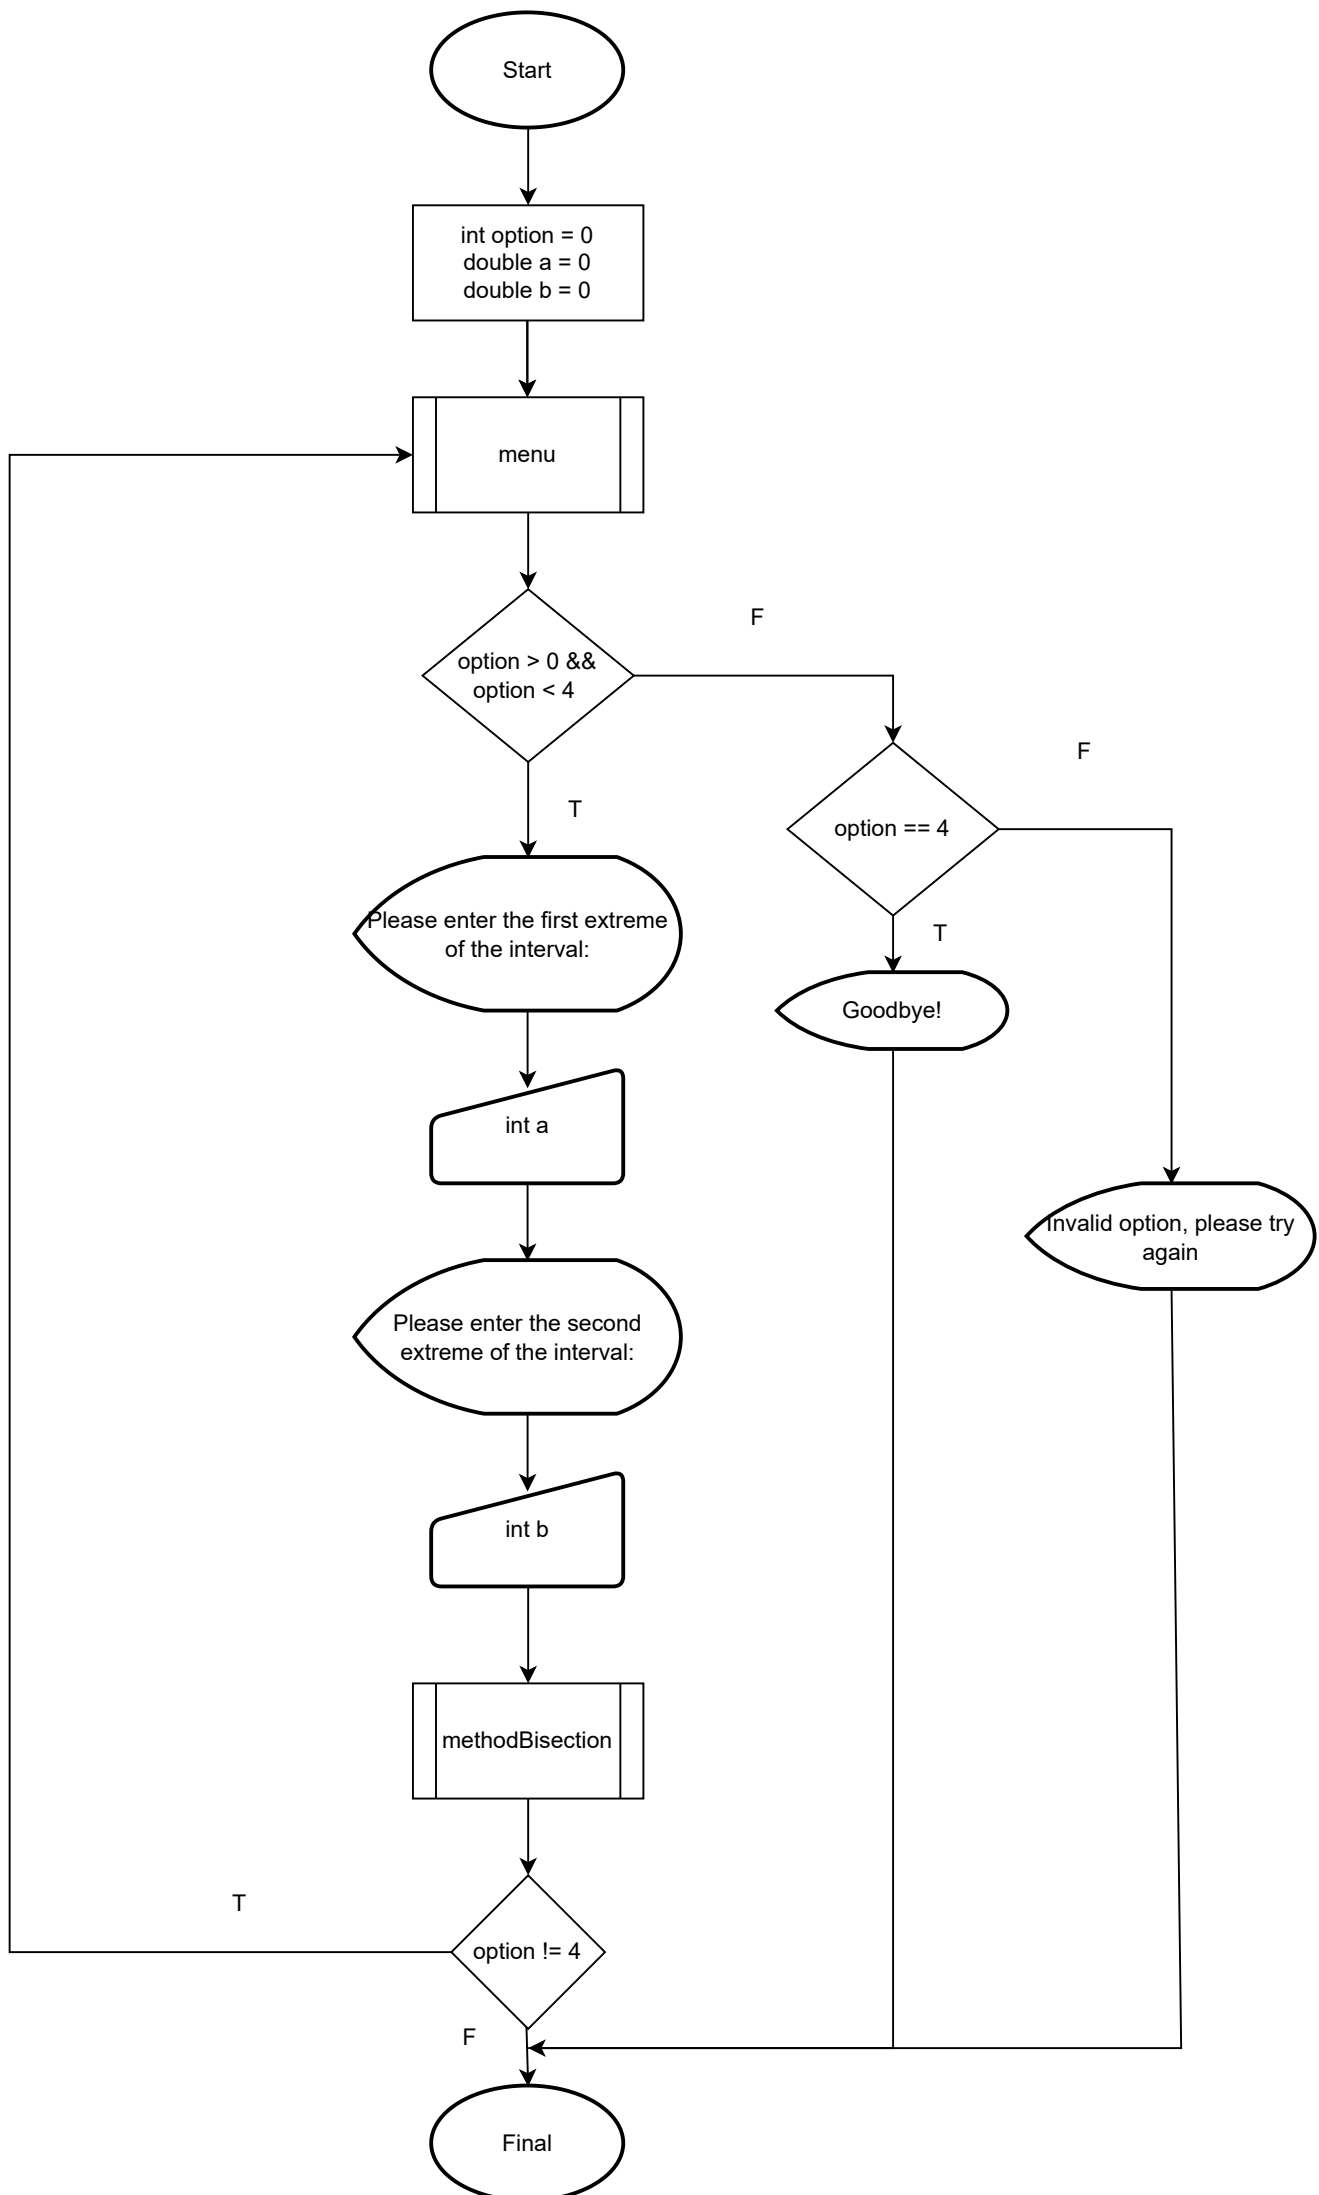 Start
int option = 0
double a = 0
double b = 0
menu
F
option > 0 &&
option < 4
F
T
option == 4
Please enter the first extreme
of the interval:
T
Goodbye!
int a
Invalid option, please try
again
Please enter the second
extreme of the interval:
int b
methodBisection
T
option != 4
F
Final